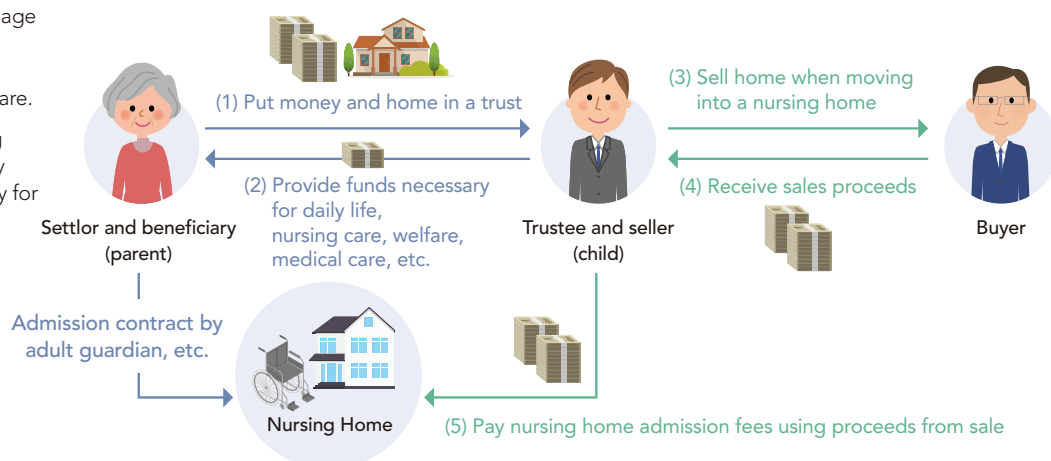 age
are.
g
y
y for
(1) Put money and home in a trust
(2) Provide funds necessary
for daily life,
nursing care, welfare,
medical care, etc.
(3) Sell home when moving
into a nursing home
(4) Receive sales proceeds
Settlor and beneficiary
(parent)
Trustee and seller
(child)
Buyer
Admission contract by
adult guardian, etc.
Nursing Home
(5) Pay nursing home admission fees using proceeds from sale